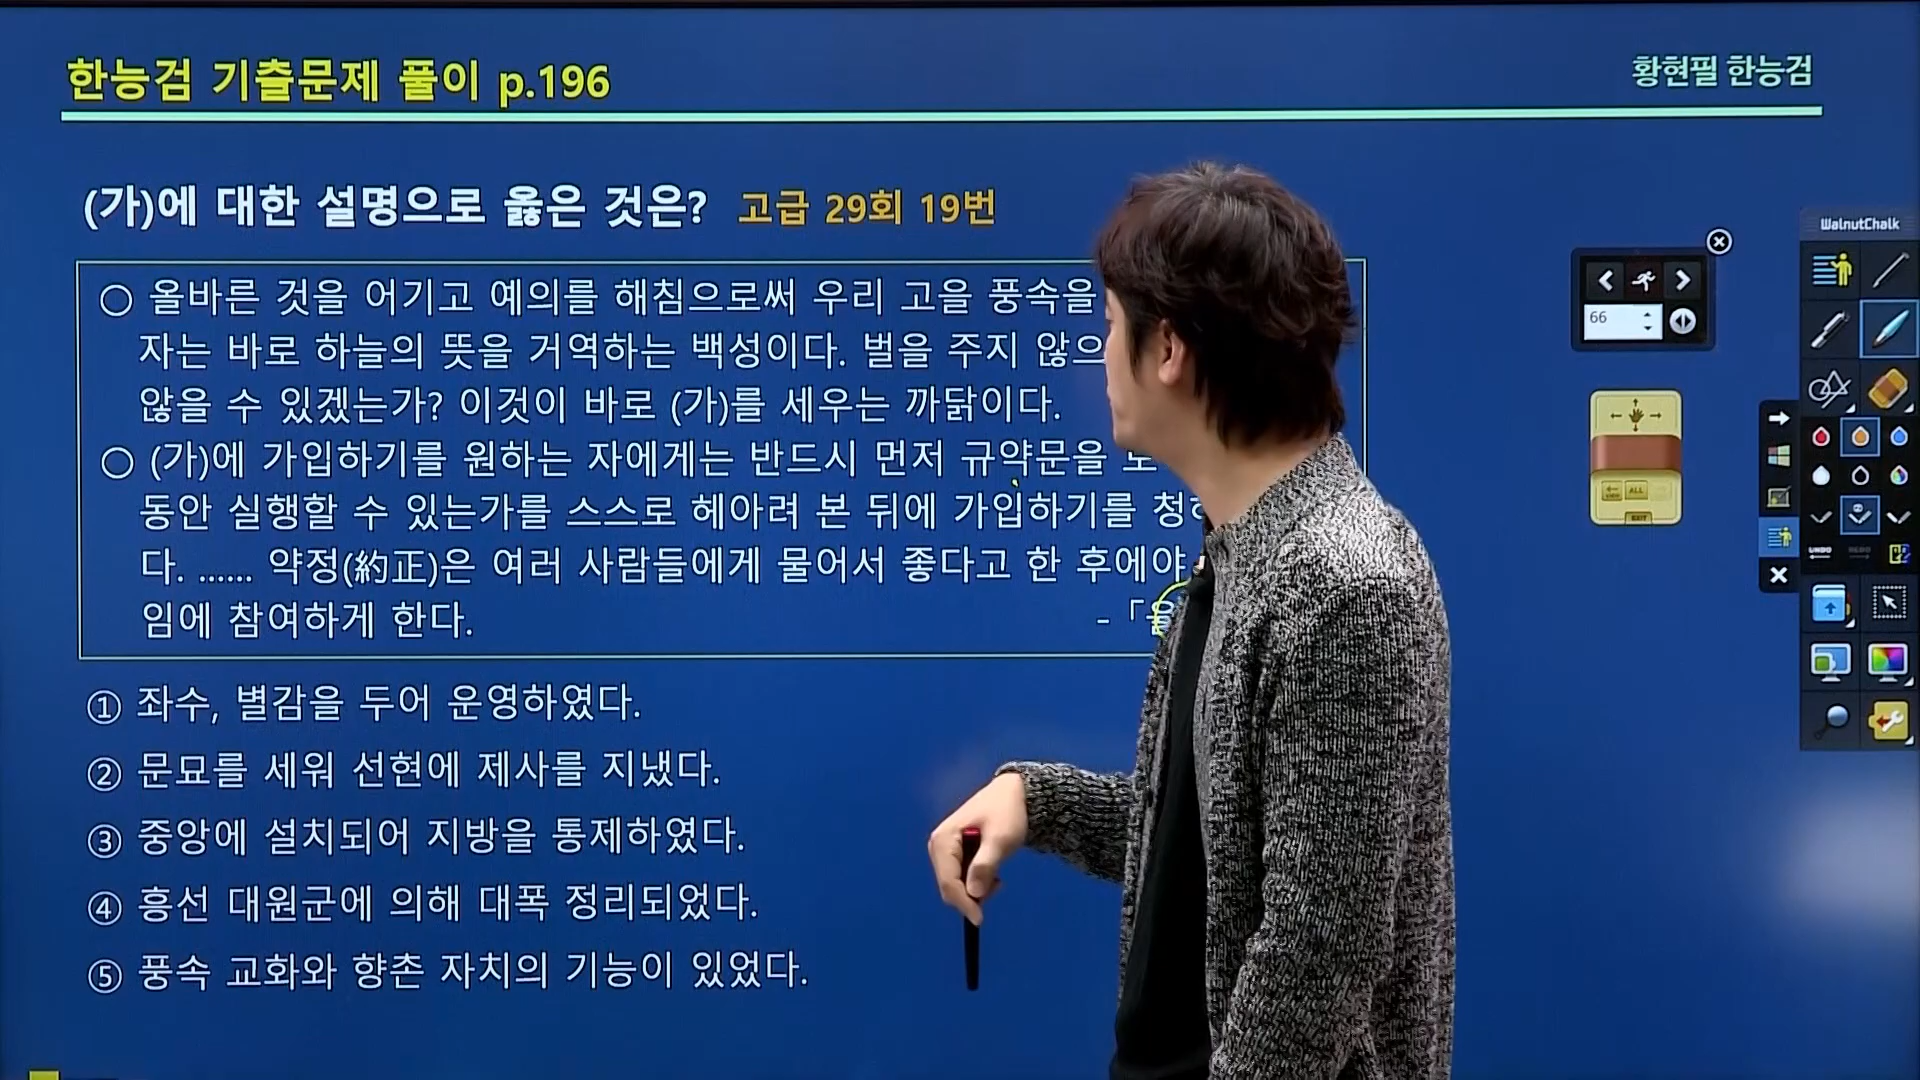 한능검 기출문제 풀이 p.196
황현필 한능검
(가)에 대한 설명으로 옳은 것은? 고급 29회 19번
○ 올바른 것을 어기고 예의를 해침으로써 우리 고을 풍속을
자는 바로 하늘의 뜻을 거역하는 백성이다. 벌을 주지
않을 수 있겠는가? 이것이 바로 (가)를 세우는 까닭이다.
○ (가)에 가입하기를 원하는 자에게는 반드시 먼저 규약문을
동안 실행할 수 있는가를 스스로 헤아려 본 뒤에 가입하기를
다. ...... 약정(約正)은 여러 사람들에게 물어서 좋다고 한 후에야
임에 참여하게 한다. -「
① 좌수, 별감을 두어 운영하였다.
② 문묘를 세워 선현에 제사를 지냈다.
③ 중앙에 설치되어 지방을 통제하였다.
④ 흥선 대원군에 의해 대폭 정리되었다.
⑤ 풍속 교화와 향촌 자치의 기능이 있었다.
WalnutChalk
66
ALL
EXIT
UNDO
REDO